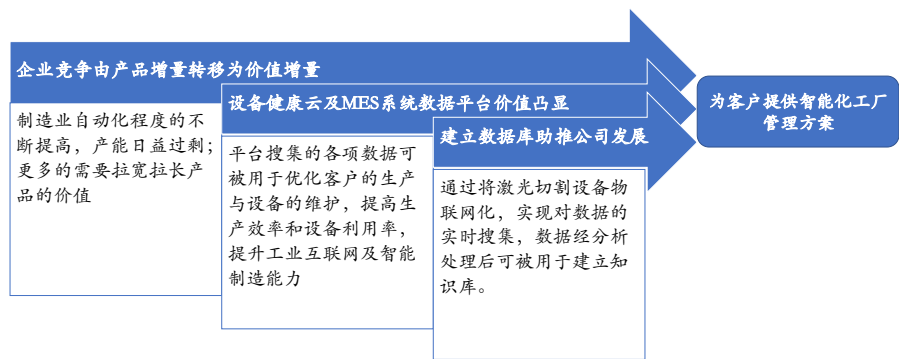 企业竞争由产品增量转移为价值增量
制造业自动化程度的
不断提高，产能日益过剩；
更多的需要拉宽拉长产
品的价值
设备健康云及MES系统数据平台价值凸显
平台搜集的各项数据可
被用于优化客户的生产
与设备的维护，提高生
产效率和设备利用率，
提升工业互联网及智能
制造能力
建立数据库助推公司发展
通过将激光切割设备物
联网化，实现对数据的
实时搜集，数据经分析
处理后可被用于建立知
识库。
为客户提供智能化工厂
管理方案